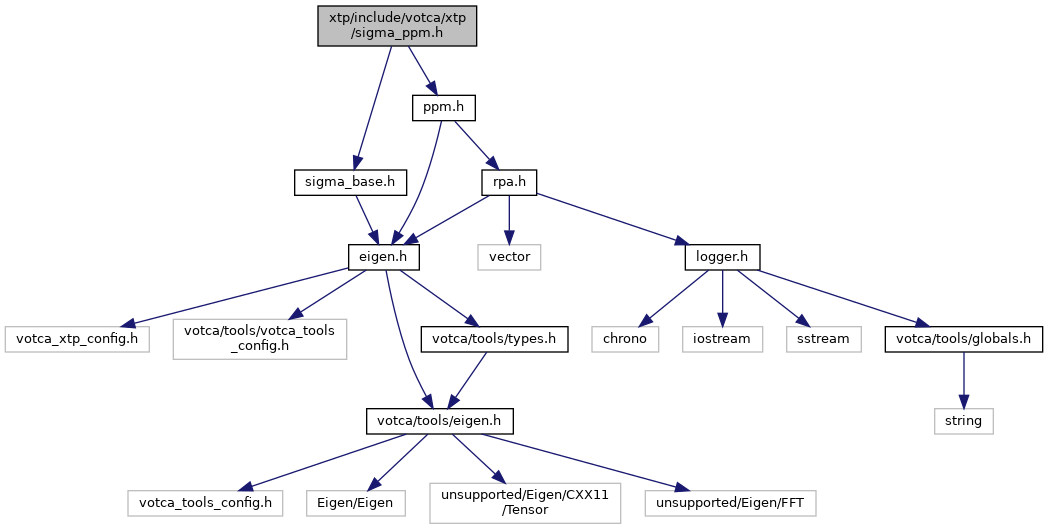 xtp/include/votca/xtp
/sigma_ppm.h
ppm.h
sigma_base.h
rpa.h
eigen.h
vector
logger.h
votca_xtp_config.h
votca/tools/votca_tools
_config.h
votca/tools/types.h
chrono
iostream
sstream
votca/tools/globals.h
votca/tools/eigen.h
string
votca_tools_config.h
Eigen/Eigen
unsupported/Eigen/CXX11
/Tensor
unsupported/Eigen/FFT